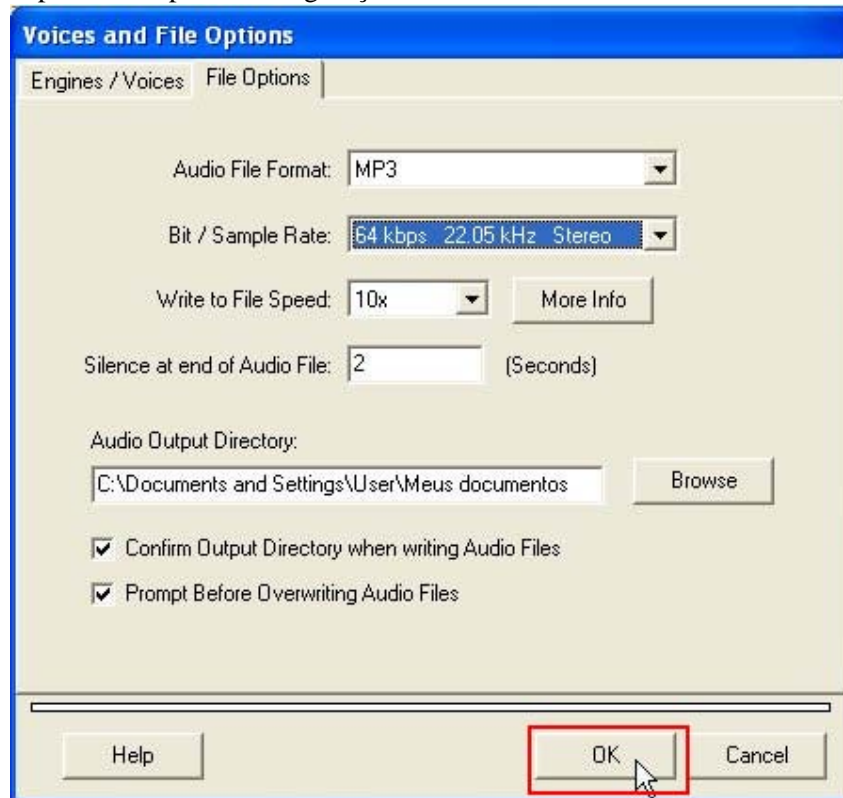 Voices and File Options
Engines / Voices File Options
Audio File Format: MP3
Bit / Sample Rate: 64 kbps 22.05 kHz Stereo
Write to File Speed: 10x More Info
Silence at end of Audio File: 2 (Seconds)
Audio Output Directory:
C:\Documents and Settings\User\Meus documentos Browse
Confirm Output Directory when writing Audio Files
Prompt Before Overwriting Audio Files
Help OK Cancel